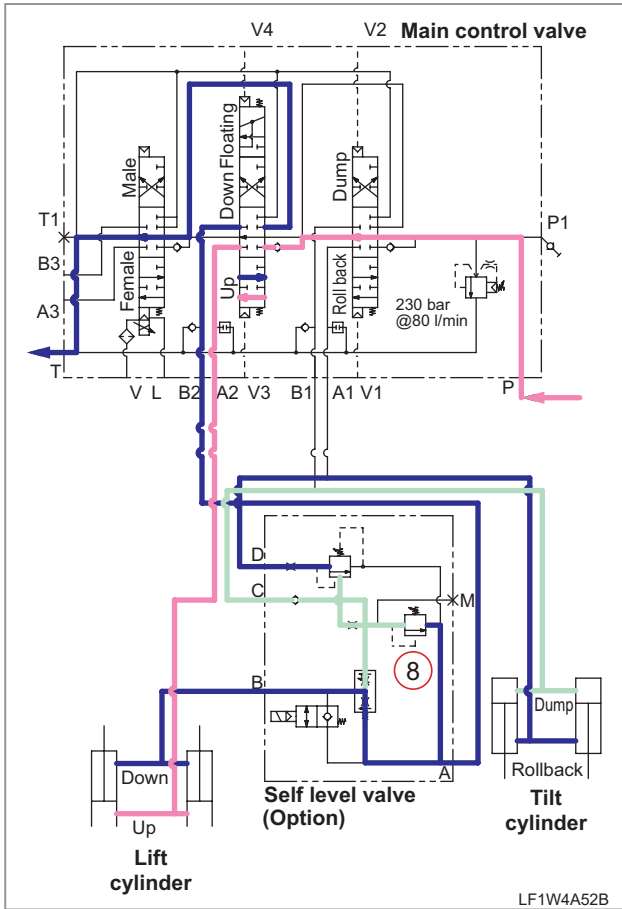 V4
V2
Main control valve
Male
Down Floating
Dump
T1
P1
B3
A3
Female
Up
Roll back
230 bar
@80 l/min
T
V
L
B2
A2
V3
B1
A1
V1
P
D
C
M
8
B
A
Dump
Down
Rollback
Self level valve
(Option)
Tilt
cylinder
Up
Lift
cylinder
LF1W4A52B